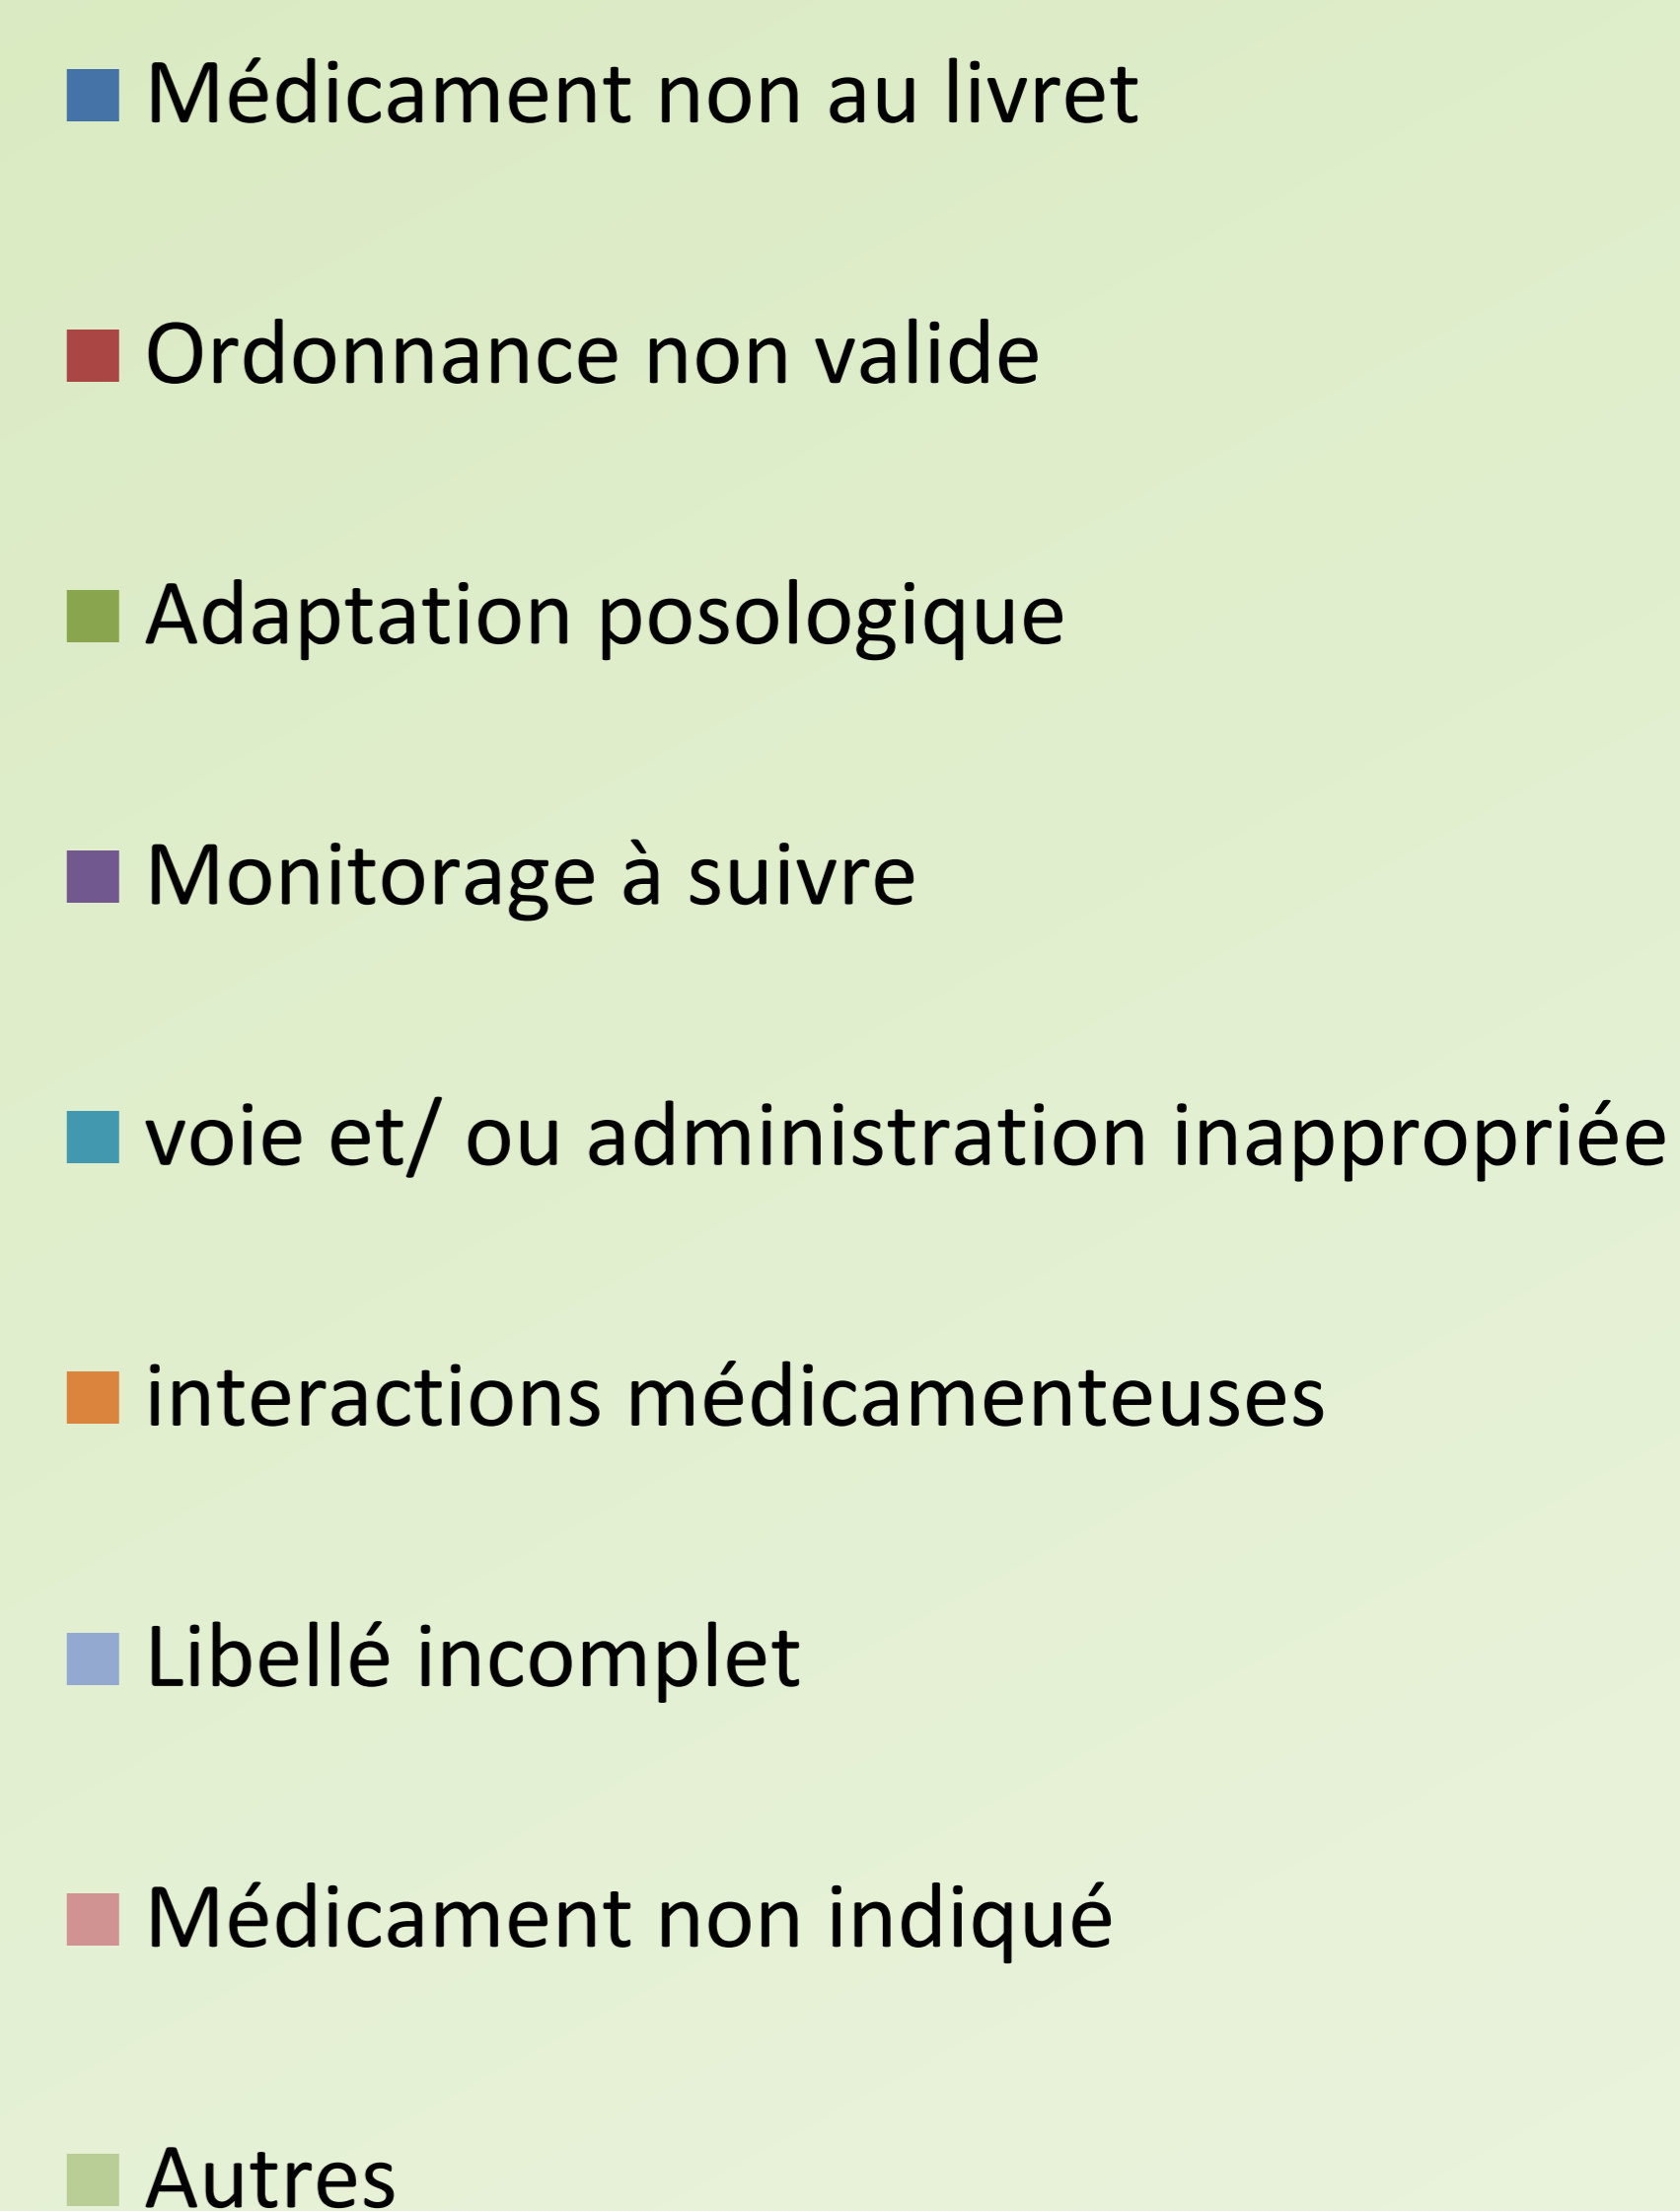 Médicament non au livret
Ordonnance non valide
Adaptation posologique
Monitorage à suivre
voie et/ ou administration inappropriée
interactions médicamenteuses
Libellé incomplet
Médicament non indiqué
Autres